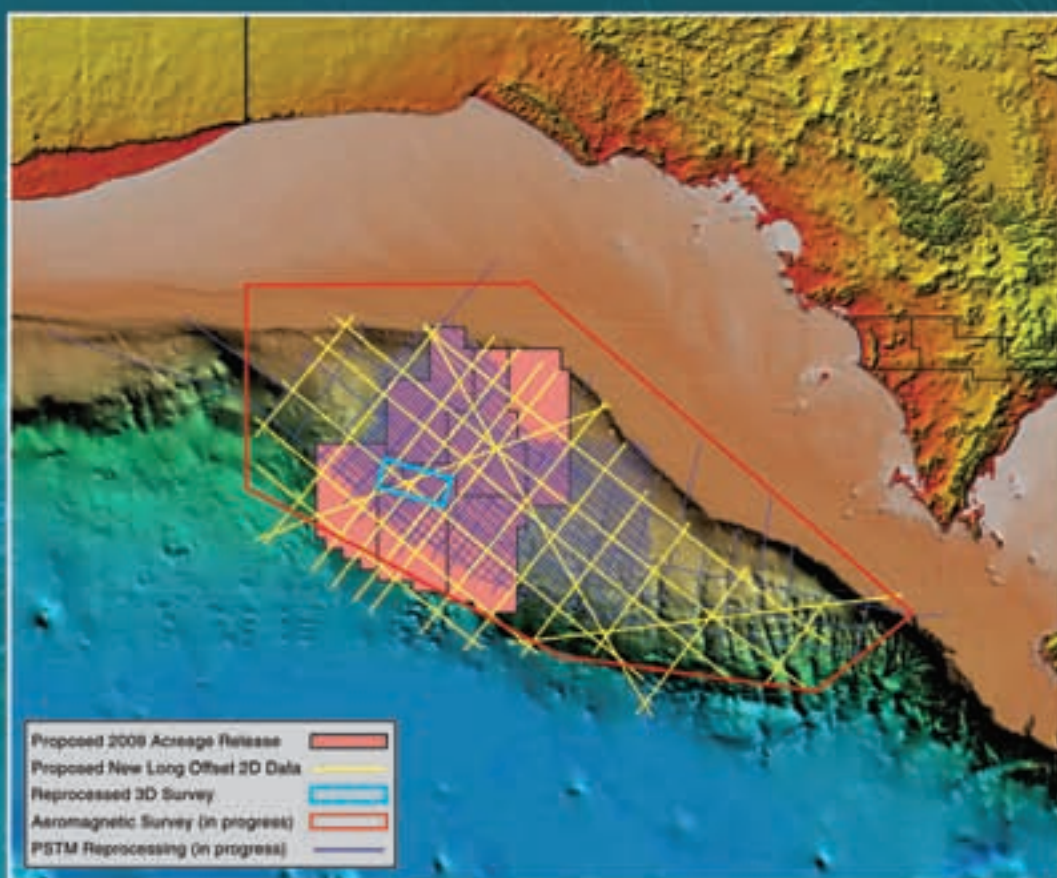 Proposed 2009 Acreage Release
Proposed New Long Offset 2D Data
Reprocessed 3D Survey
Aeromagnetic Survey (in progress)
PSTM Reprocessing (in progress)